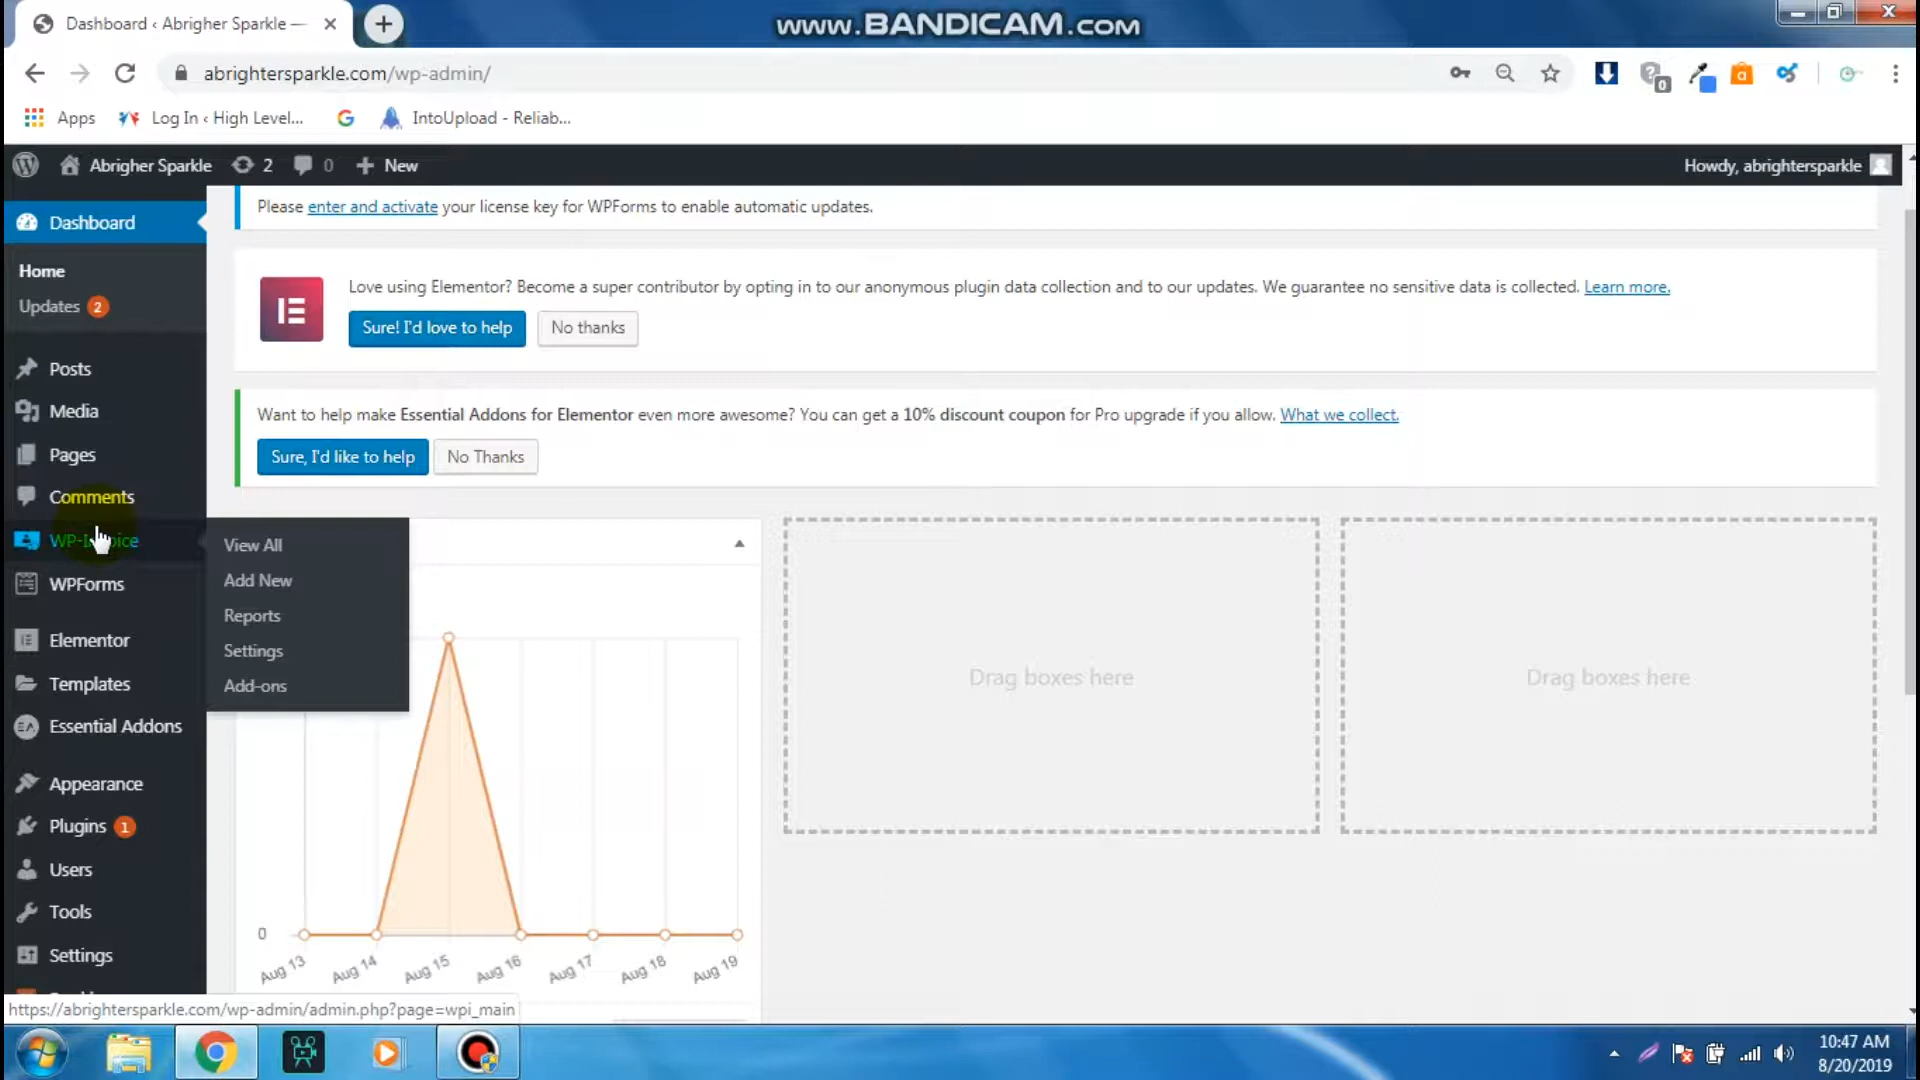 Dashboard ‹ Abrigher Sparkle —
www.BANDICAM.com
abrightersparkle.com/wp-admin/
0
a
Apps
Log In ‹ High Level...
IntoUpload - Reliab...
Abrigher Sparkle
2
0
New
Howdy, abrightersparkle
Please enter and activate your license key for WPForms to enable automatic updates.
Dashboard
Home
Updates 2
Love using Elementor? Become a super contributor by opting in to our anonymous plugin data collection and to our updates. We guarantee no sensitive data is collected. Learn more.
Sure! I'd love to help
No thanks
Posts
Media
Want to help make Essential Addons for Elementor even more awesome? You can get a 10% discount coupon for Pro upgrade if you allow. What we collect.
Sure, I'd like to help
No Thanks
Pages
Comments
WPForms
Elementor
Templates
EA
Essential Addons
Appearance
Plugins 1
Users
Tools
Settings
View All
Add New
Reports
Settings
Add-ons
Drag boxes here
Drag boxes here
0
Aug 13
Aug 14
Aug 15
Aug 16
Aug 17
Aug 18
Aug 19
https://abrightersparkle.com/wp-admin/admin.php?page=wpi_main
10:47 AM
8/20/2019